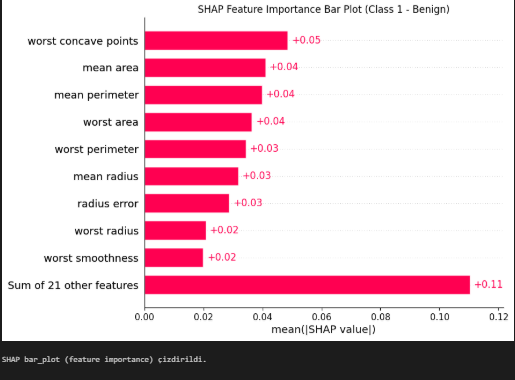 SHAP Feature Importance Bar Plot (Class 1 - Benign)
worst concave points +0.05
mean area +0.04
mean perimeter +0.04
worst area +0.04
worst perimeter +0.03
mean radius +0.03
radius error +0.03
worst radius +0.02
worst smoothness +0.02
Sum of 21 other features +0.11
0.00 0.02 0.04 0.06 0.08 0.10 0.12
mean(|SHAP value|)
SHAP bar_plot (feature importance) çizdirildi.